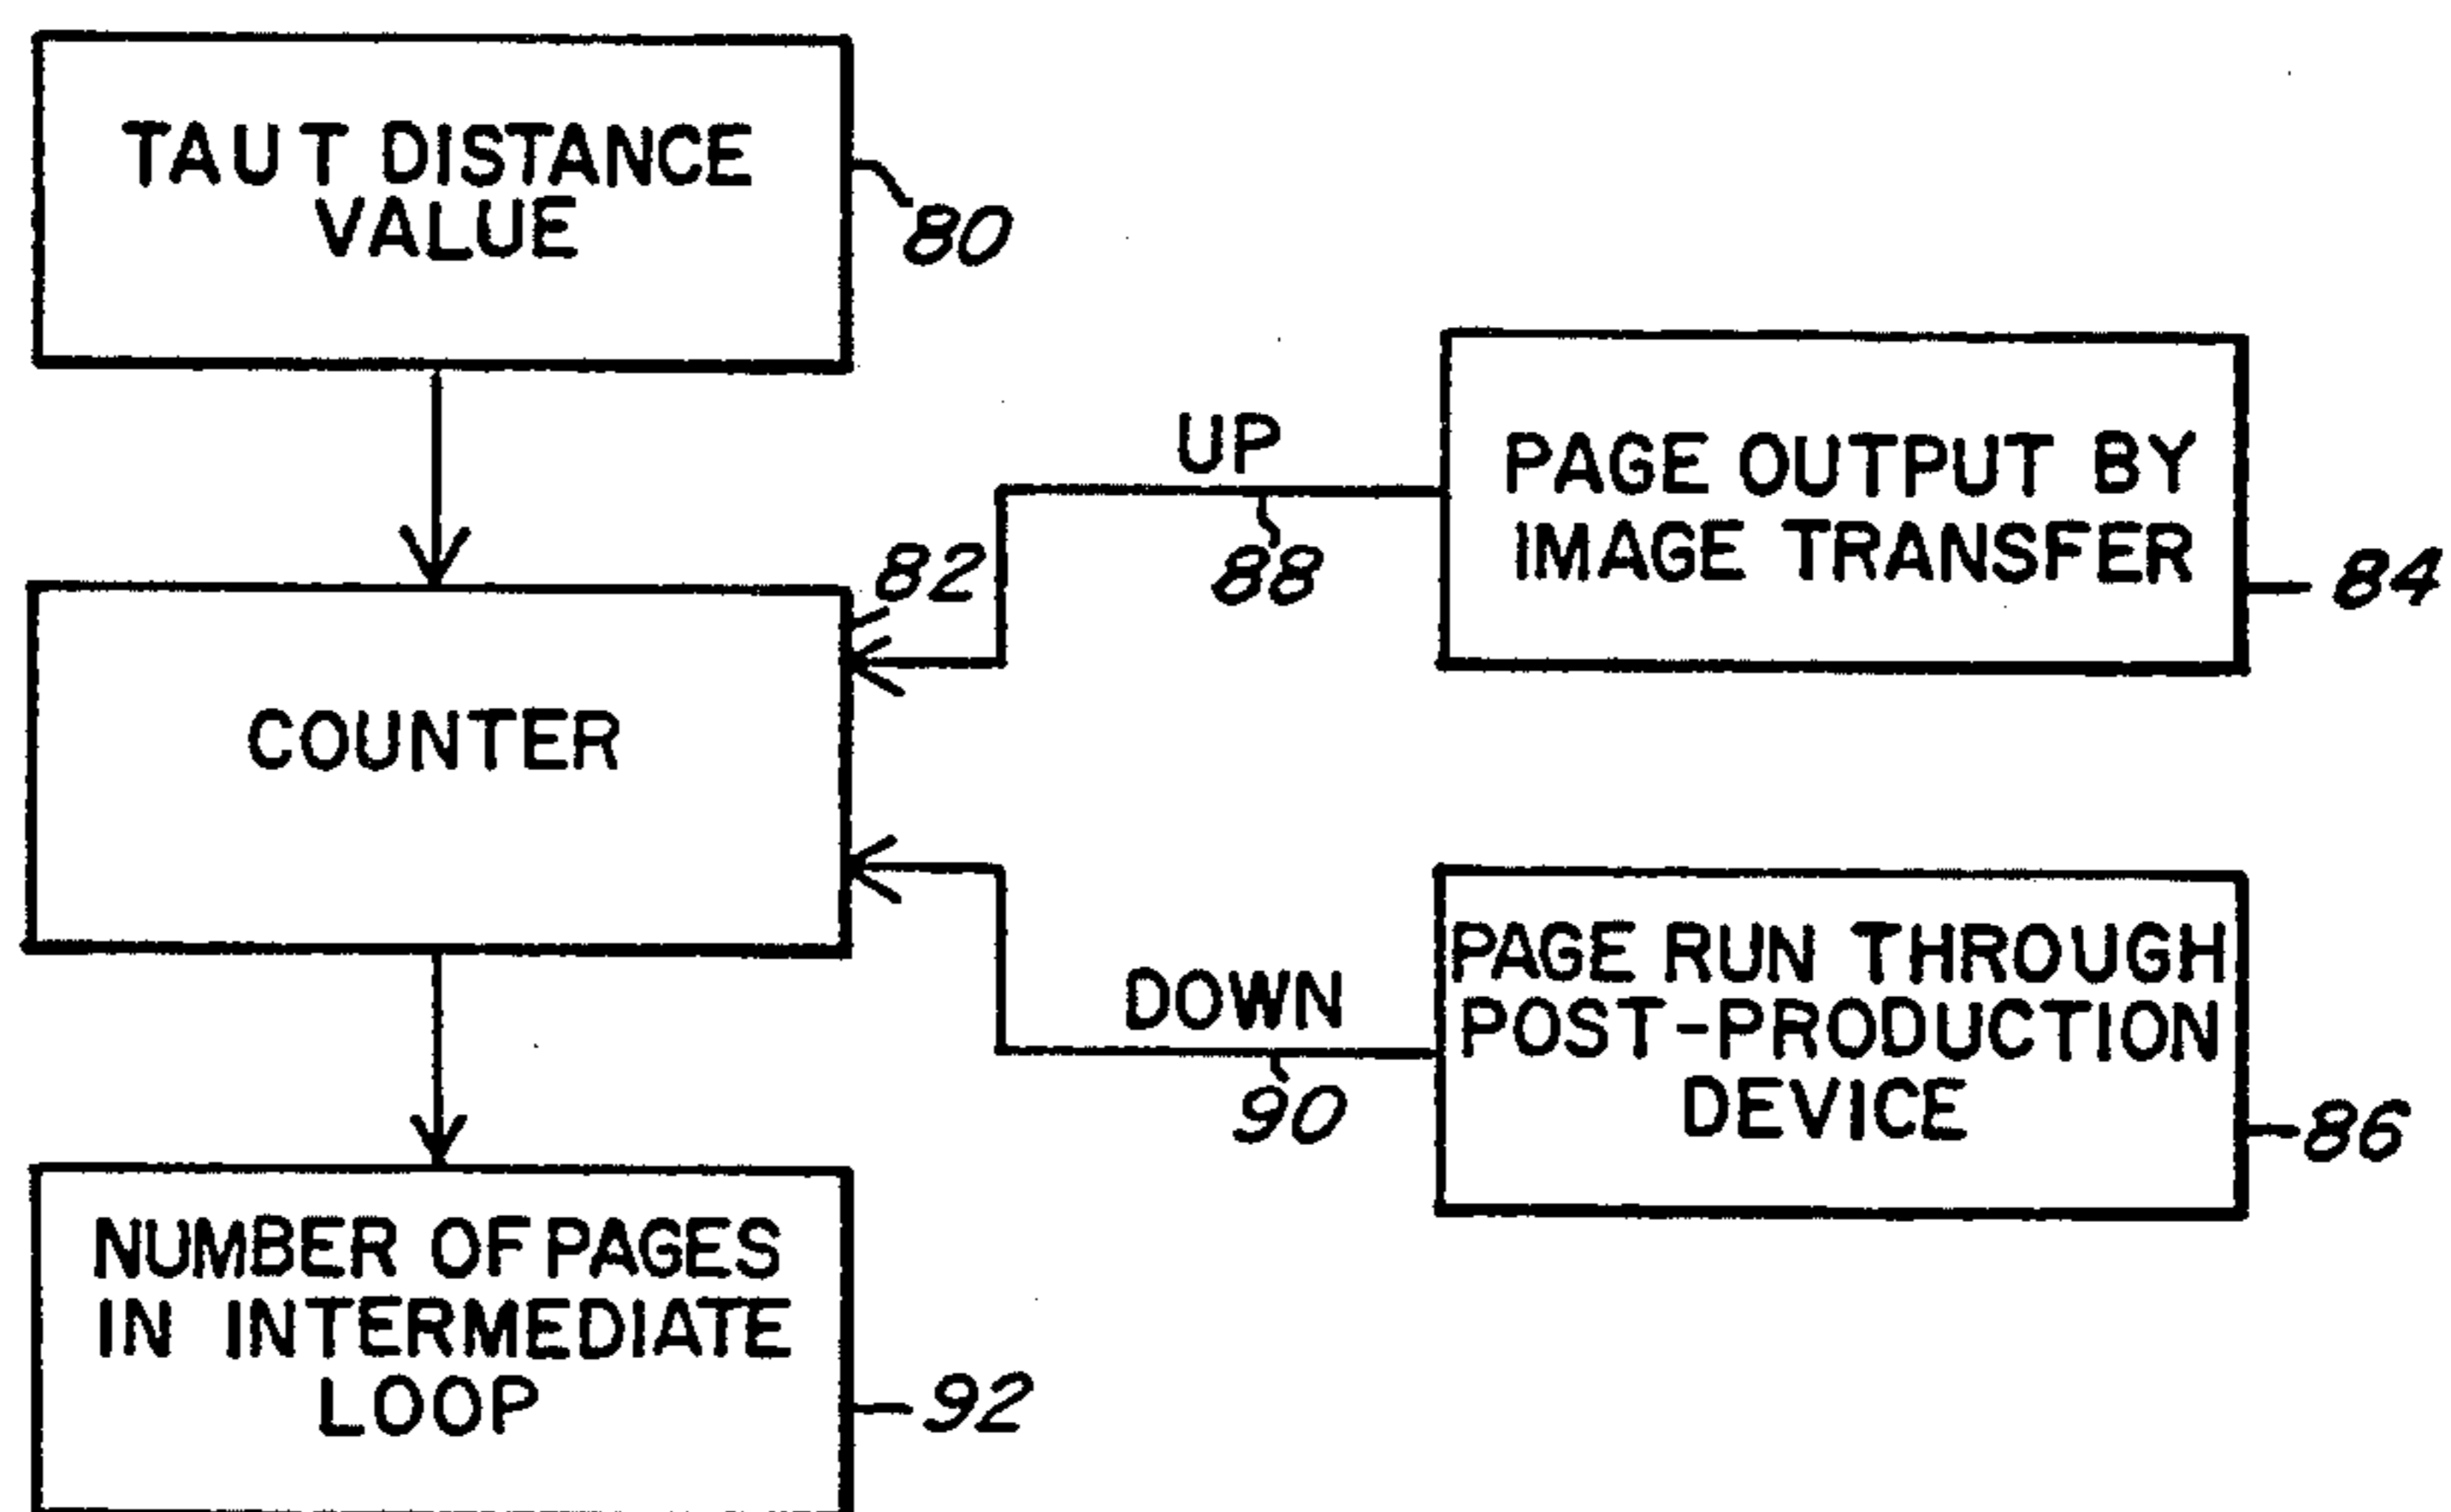 TAUT DISTANCE
VALUE
80
UP
88
PAGE OUTPUT BY
IMAGE TRANSFER
84
82
COUNTER
DOWN
90
PAGE RUN THROUGH
POST-PRODUCTION
DEVICE
86
NUMBER OF PAGES
IN INTERMEDIATE
LOOP
92